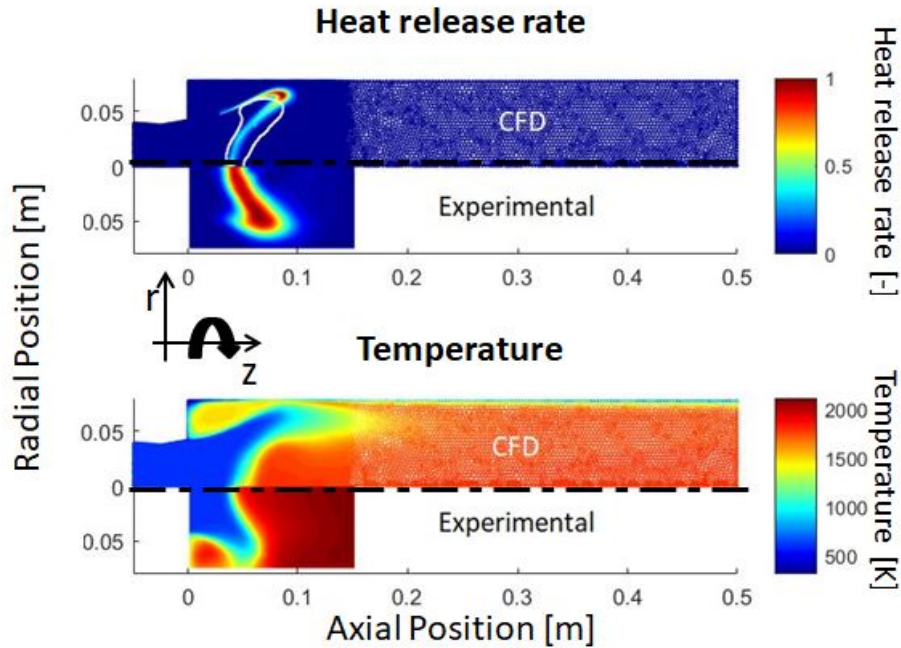 Heat release rate
0.05
0
0.05
CFD
Experimental
0
0.1
0.2
0.3
0.4
0.5
1
0.5
0
Heat release rate [-]
Radial Position [m]
r
z
Temperature
0.05
0
0.05
CFD
Experimental
0
0.1
0.2
0.3
0.4
0.5
2000
1500
1000
500
Temperature [K]
Axial Position [m]